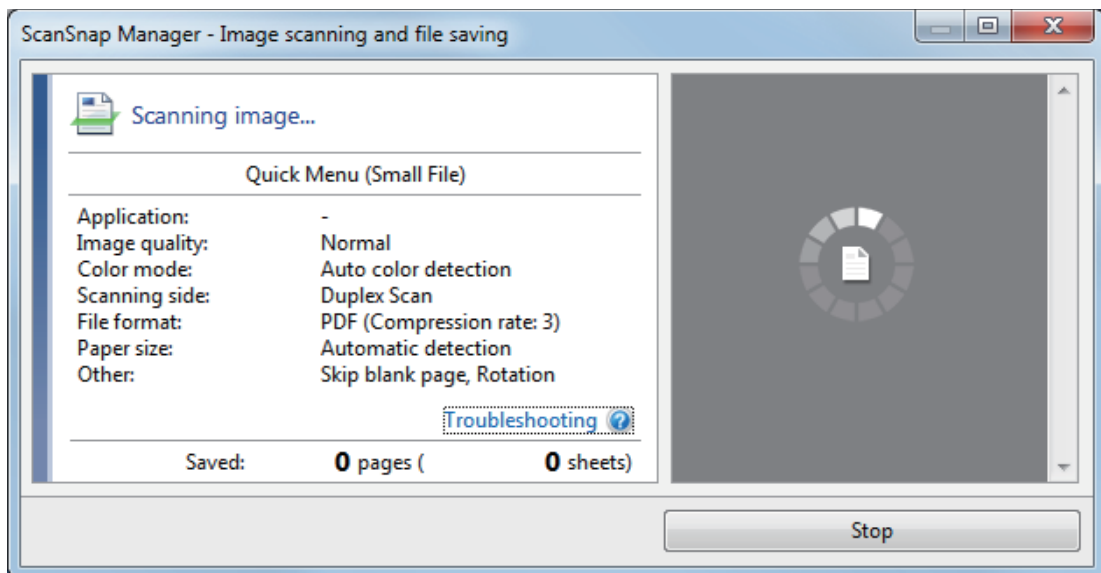 ScanSnap Manager - Image scanning and file saving
Scanning image...
Quick Menu (Small File)
Application: -
Image quality: Normal
Color mode: Auto color detection
Scanning side: Duplex Scan
File format: PDF (Compression rate: 3)
Paper size: Automatic detection
Other: Skip blank page, Rotation
Troubleshooting
Saved: 0 pages ( 0 sheets)
Stop